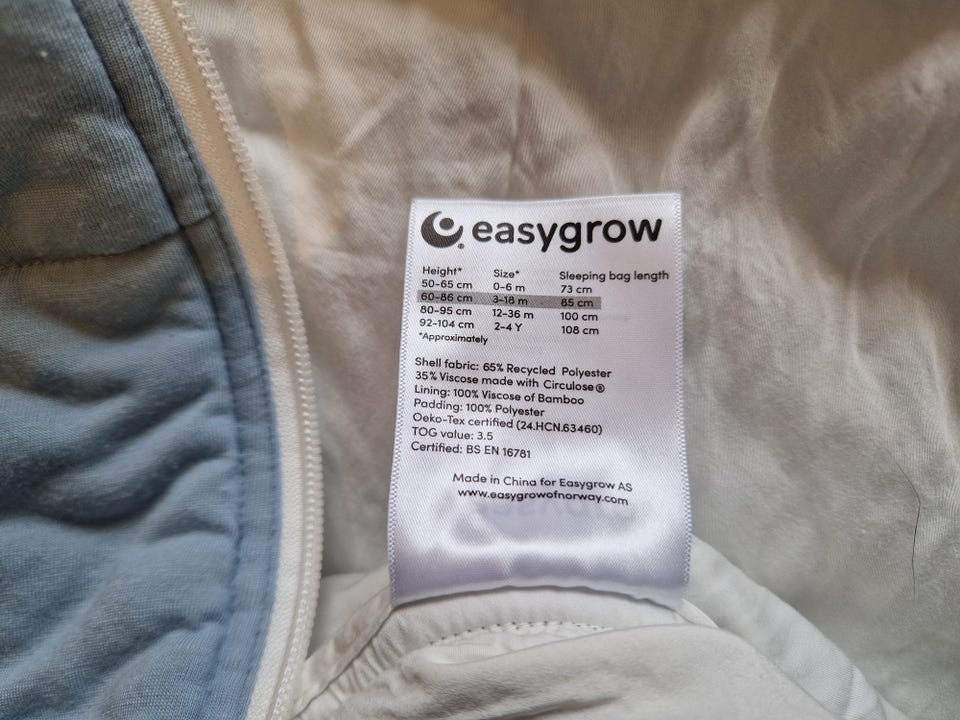 easygrow
Height* Size* Sleeping bag length
50-65 cm 0-6 m 73 cm
60-86 cm 3-18 m 85 cm
80-95 cm 12-36 m 100 cm
92-104 cm 2-4 Y 108 cm
*Approximately
Shell fabric: 65% Recycled Polyester
35% Viscose made with Circulose®
Lining: 100% Viscose of Bamboo
Padding: 100% Polyester
Oeko-Tex certified (24.HCN.63460)
TOG value: 3.5
Certified: BS EN 16781
Made in China for Easygrow AS
www.easygrowofnorway.com